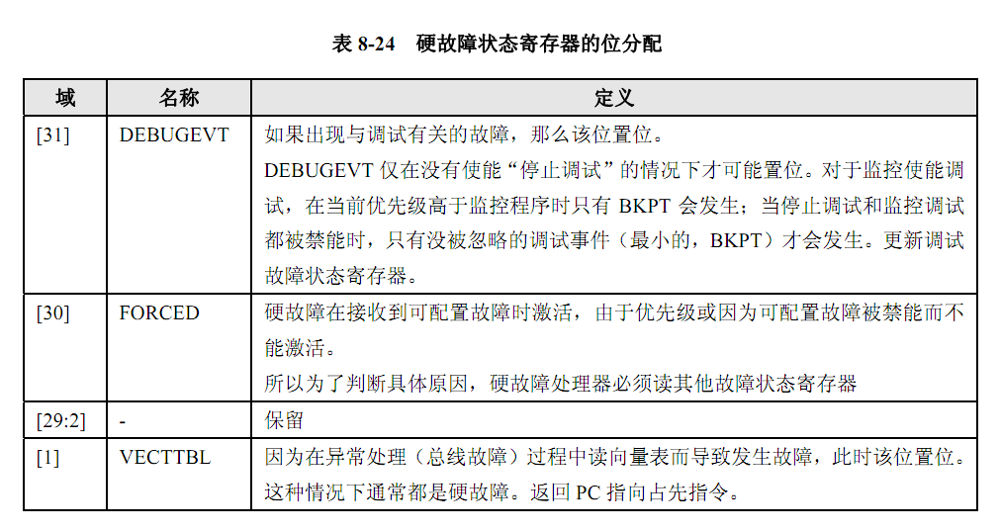 表 8-24 硬故障状态寄存器的位分配
域 名称 定义
[31] DEBUGEVT 如果出现与调试有关的故障，那么该位置位。
DEBUGEVT 仅在没有使能“停止调试”的情况下才可能置位。对于监控使能调
试，在当前优先级高于监控程序时只有 BKPT 会发生；当停止调试和监控调试
都被禁能时，只有没被忽略的调试事件（最小的，BKPT）才会发生。更新调试
故障状态寄存器。
[30] FORCED 硬故障在接收到可配置故障时激活，由于优先级或因为可配置故障被禁能而不
能激活。
所以为了判断具体原因，硬故障处理器必须读其他故障状态寄存器
[29:2] - 保留
[1] VECTTBL 因为在异常处理（总线故障）过程中读向量表而导致发生故障，此时该位置位。
这种情况下通常都是硬故障。返回 PC 指向占先指令。